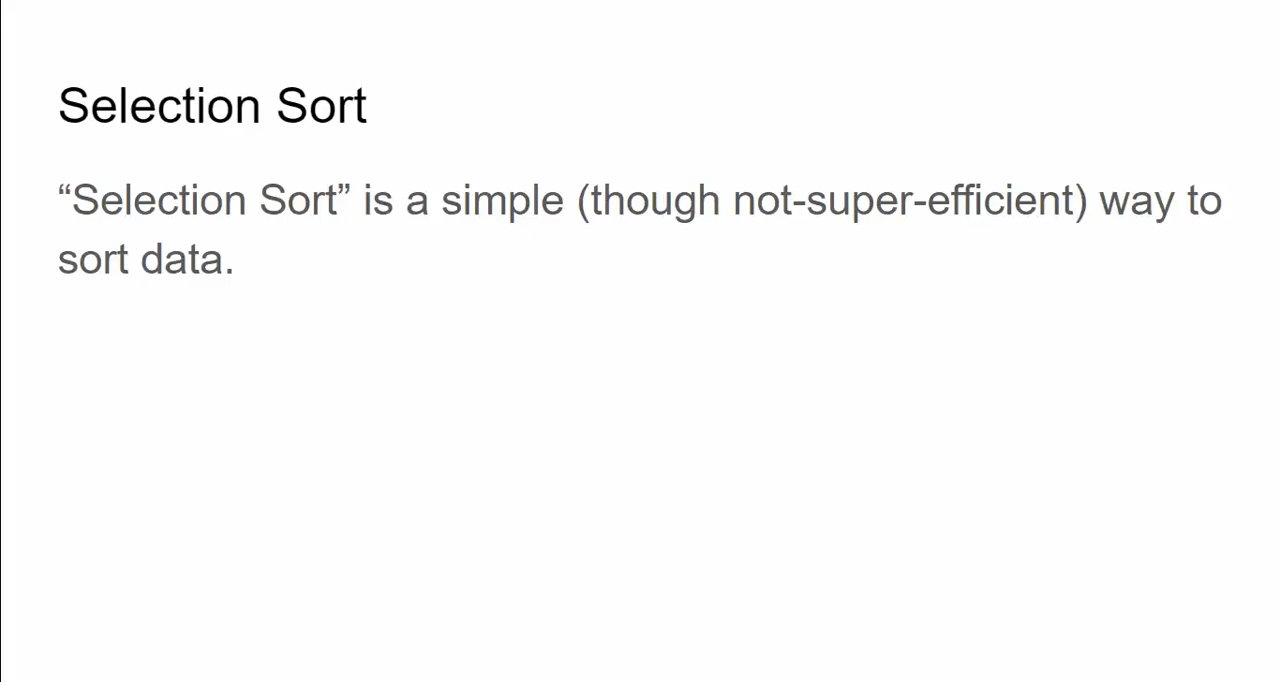 Selection Sort
“Selection Sort” is a simple (though not-super-efficient) way to
sort data.